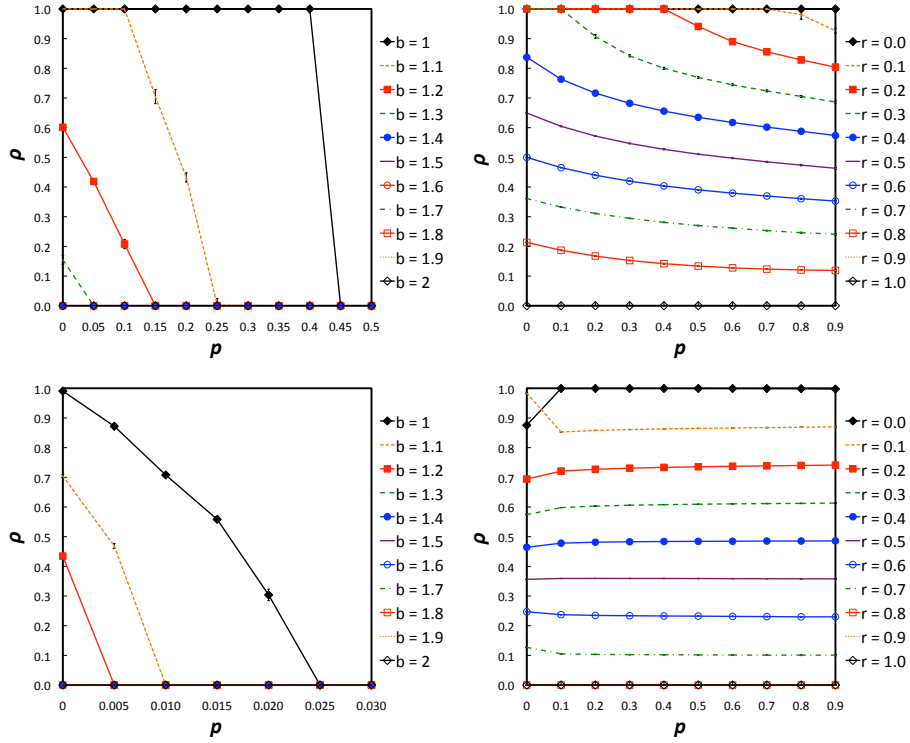 1.0
0.9
0.8
0.7
0.6
0.5
0.4
0.3
0.2
0.1
0.0
ρ
0 0.05 0.1 0.15 0.2 0.25 0.3 0.35 0.4 0.45 0.5
p
b = 1
b = 1.1
b = 1.2
b = 1.3
b = 1.4
b = 1.5
b = 1.6
b = 1.7
b = 1.8
b = 1.9
b = 2
1.0
0.9
0.8
0.7
0.6
0.5
0.4
0.3
0.2
0.1
0.0
ρ
0 0.1 0.2 0.3 0.4 0.5 0.6 0.7 0.8 0.9
p
r = 0.0
r = 0.1
r = 0.2
r = 0.3
r = 0.4
r = 0.5
r = 0.6
r = 0.7
r = 0.8
r = 0.9
r = 1.0
1.0
0.9
0.8
0.7
0.6
0.5
0.4
0.3
0.2
0.1
0.0
ρ
0 0.005 0.010 0.015 0.020 0.025 0.030
p
b = 1
b = 1.1
b = 1.2
b = 1.3
b = 1.4
b = 1.5
b = 1.6
b = 1.7
b = 1.8
b = 1.9
b = 2
1.0
0.9
0.8
0.7
0.6
0.5
0.4
0.3
0.2
0.1
0.0
ρ
0 0.1 0.2 0.3 0.4 0.5 0.6 0.7 0.8 0.9
p
r = 0.0
r = 0.1
r = 0.2
r = 0.3
r = 0.4
r = 0.5
r = 0.6
r = 0.7
r = 0.8
r = 0.9
r = 1.0